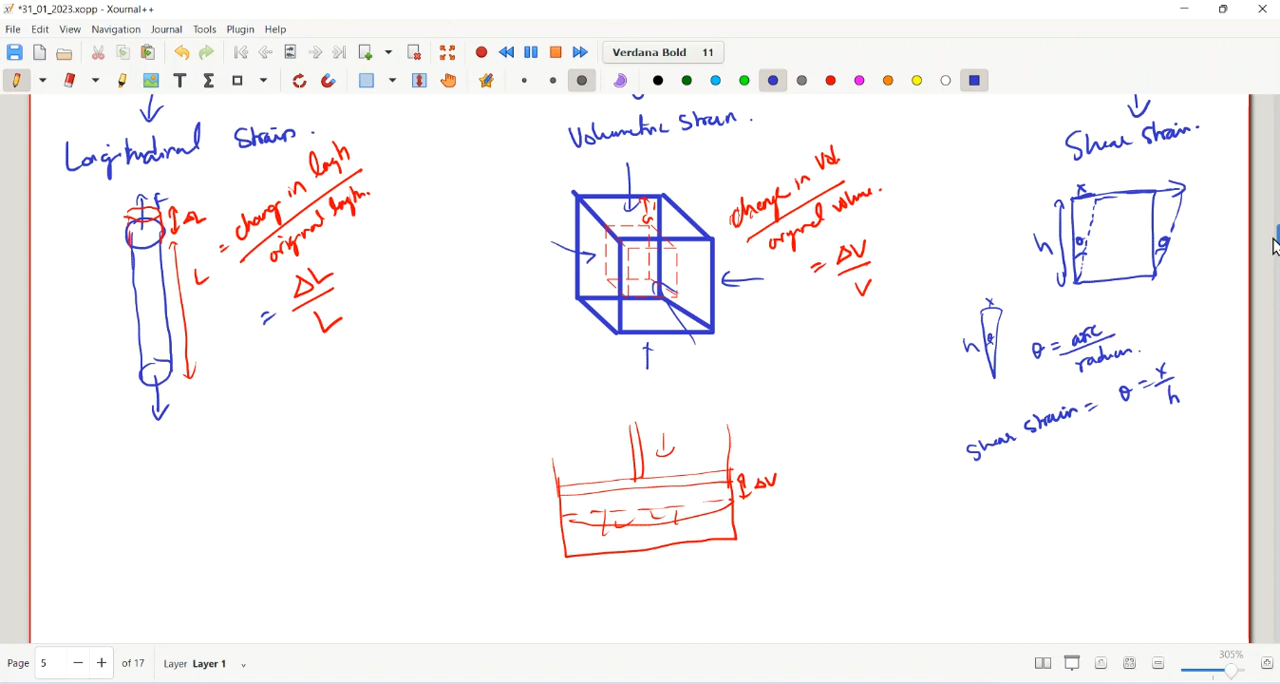 *31_01_2023.xopp - Xournal++
File Edit View Navigation Journal Tools Plugin Help
Verdana Bold 11
Longitudinal Strain.
F
ΔL
L
= change in length / original length.
= ΔL / L
Volumetric Strain.
change in Vol / original volume.
= ΔV / V
ΔV
Shear strain.
x
h
θ
θ
x
h
θ
θ = arc / radius.
Shear strain = θ = x / h
Page 5 of 17 Layer Layer 1
305%